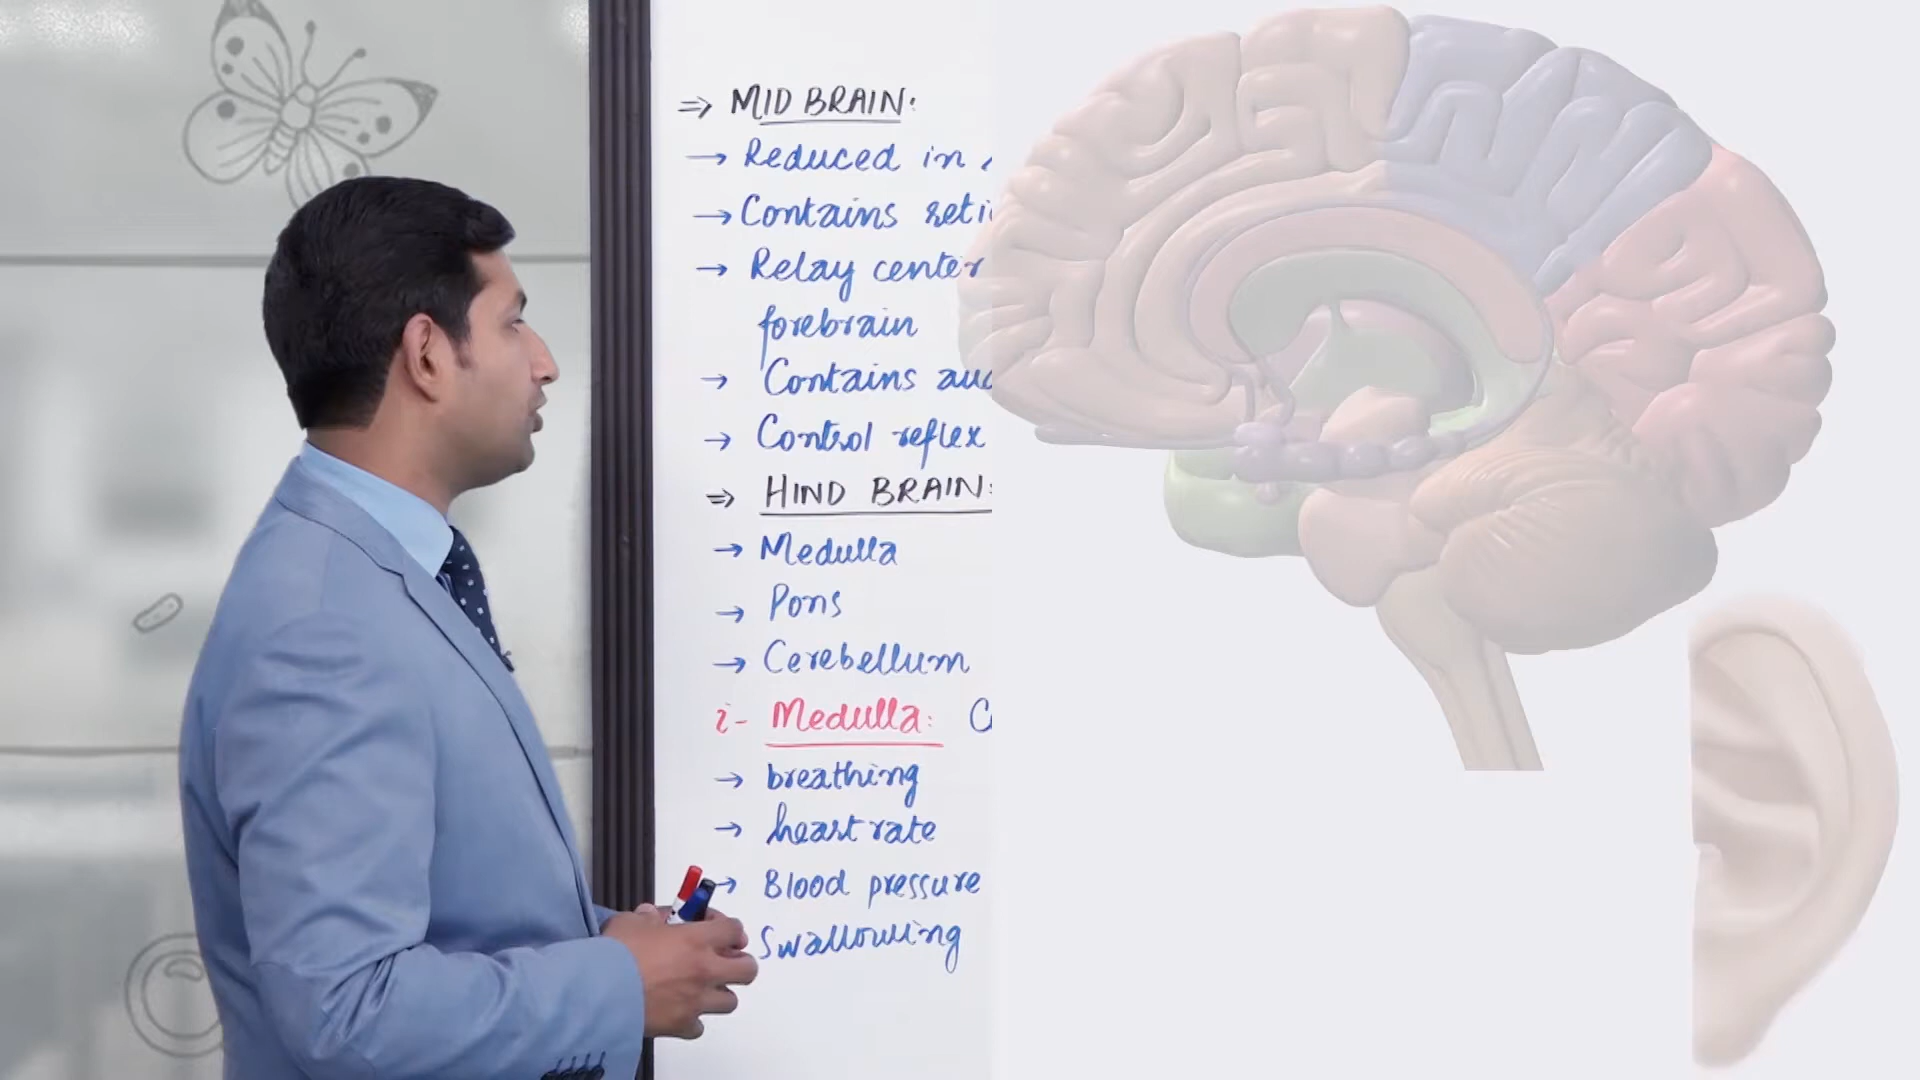 ⇒ MID BRAIN:
→ Reduced in
→ Contains reti
→ Relay center
forebrain
→ Contains aud
→ Control reflex
⇒ HIND BRAIN:
→ Medulla
→ Pons
→ Cerebellum
i- Medulla: C
→ breathing
→ heart rate
→ Blood pressure
Swallowing